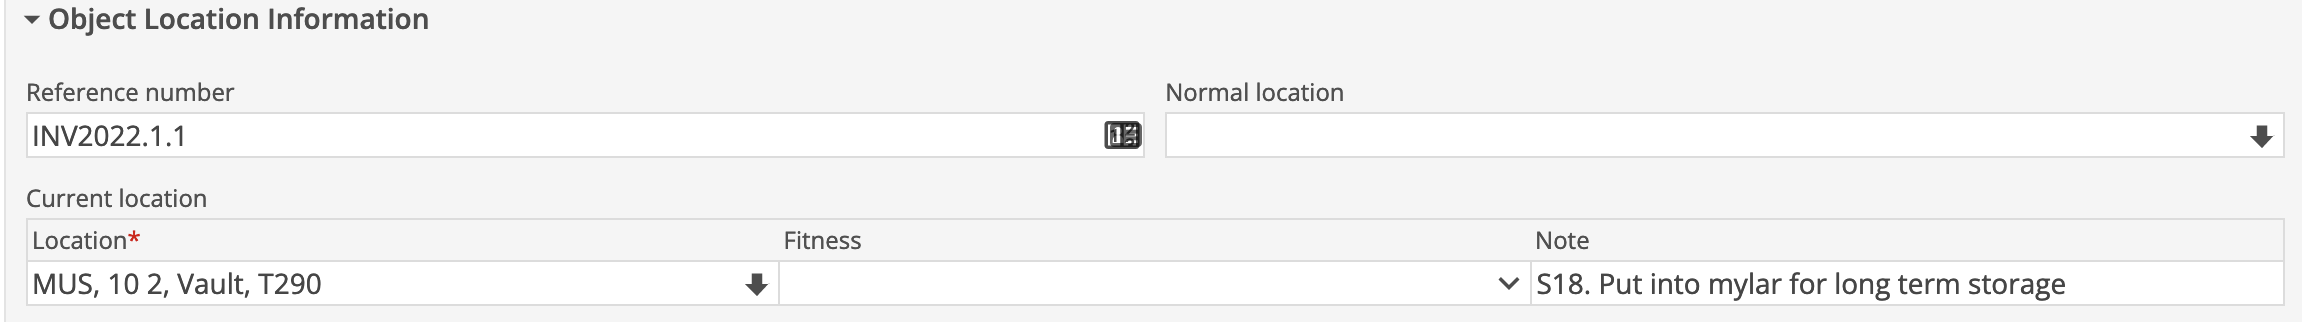 Object Location Information
Reference number
Normal location
INV2022.1.1
Current location
Location* Fitness Note
MUS, 10 2, Vault, T290 S18. Put into mylar for long term storage